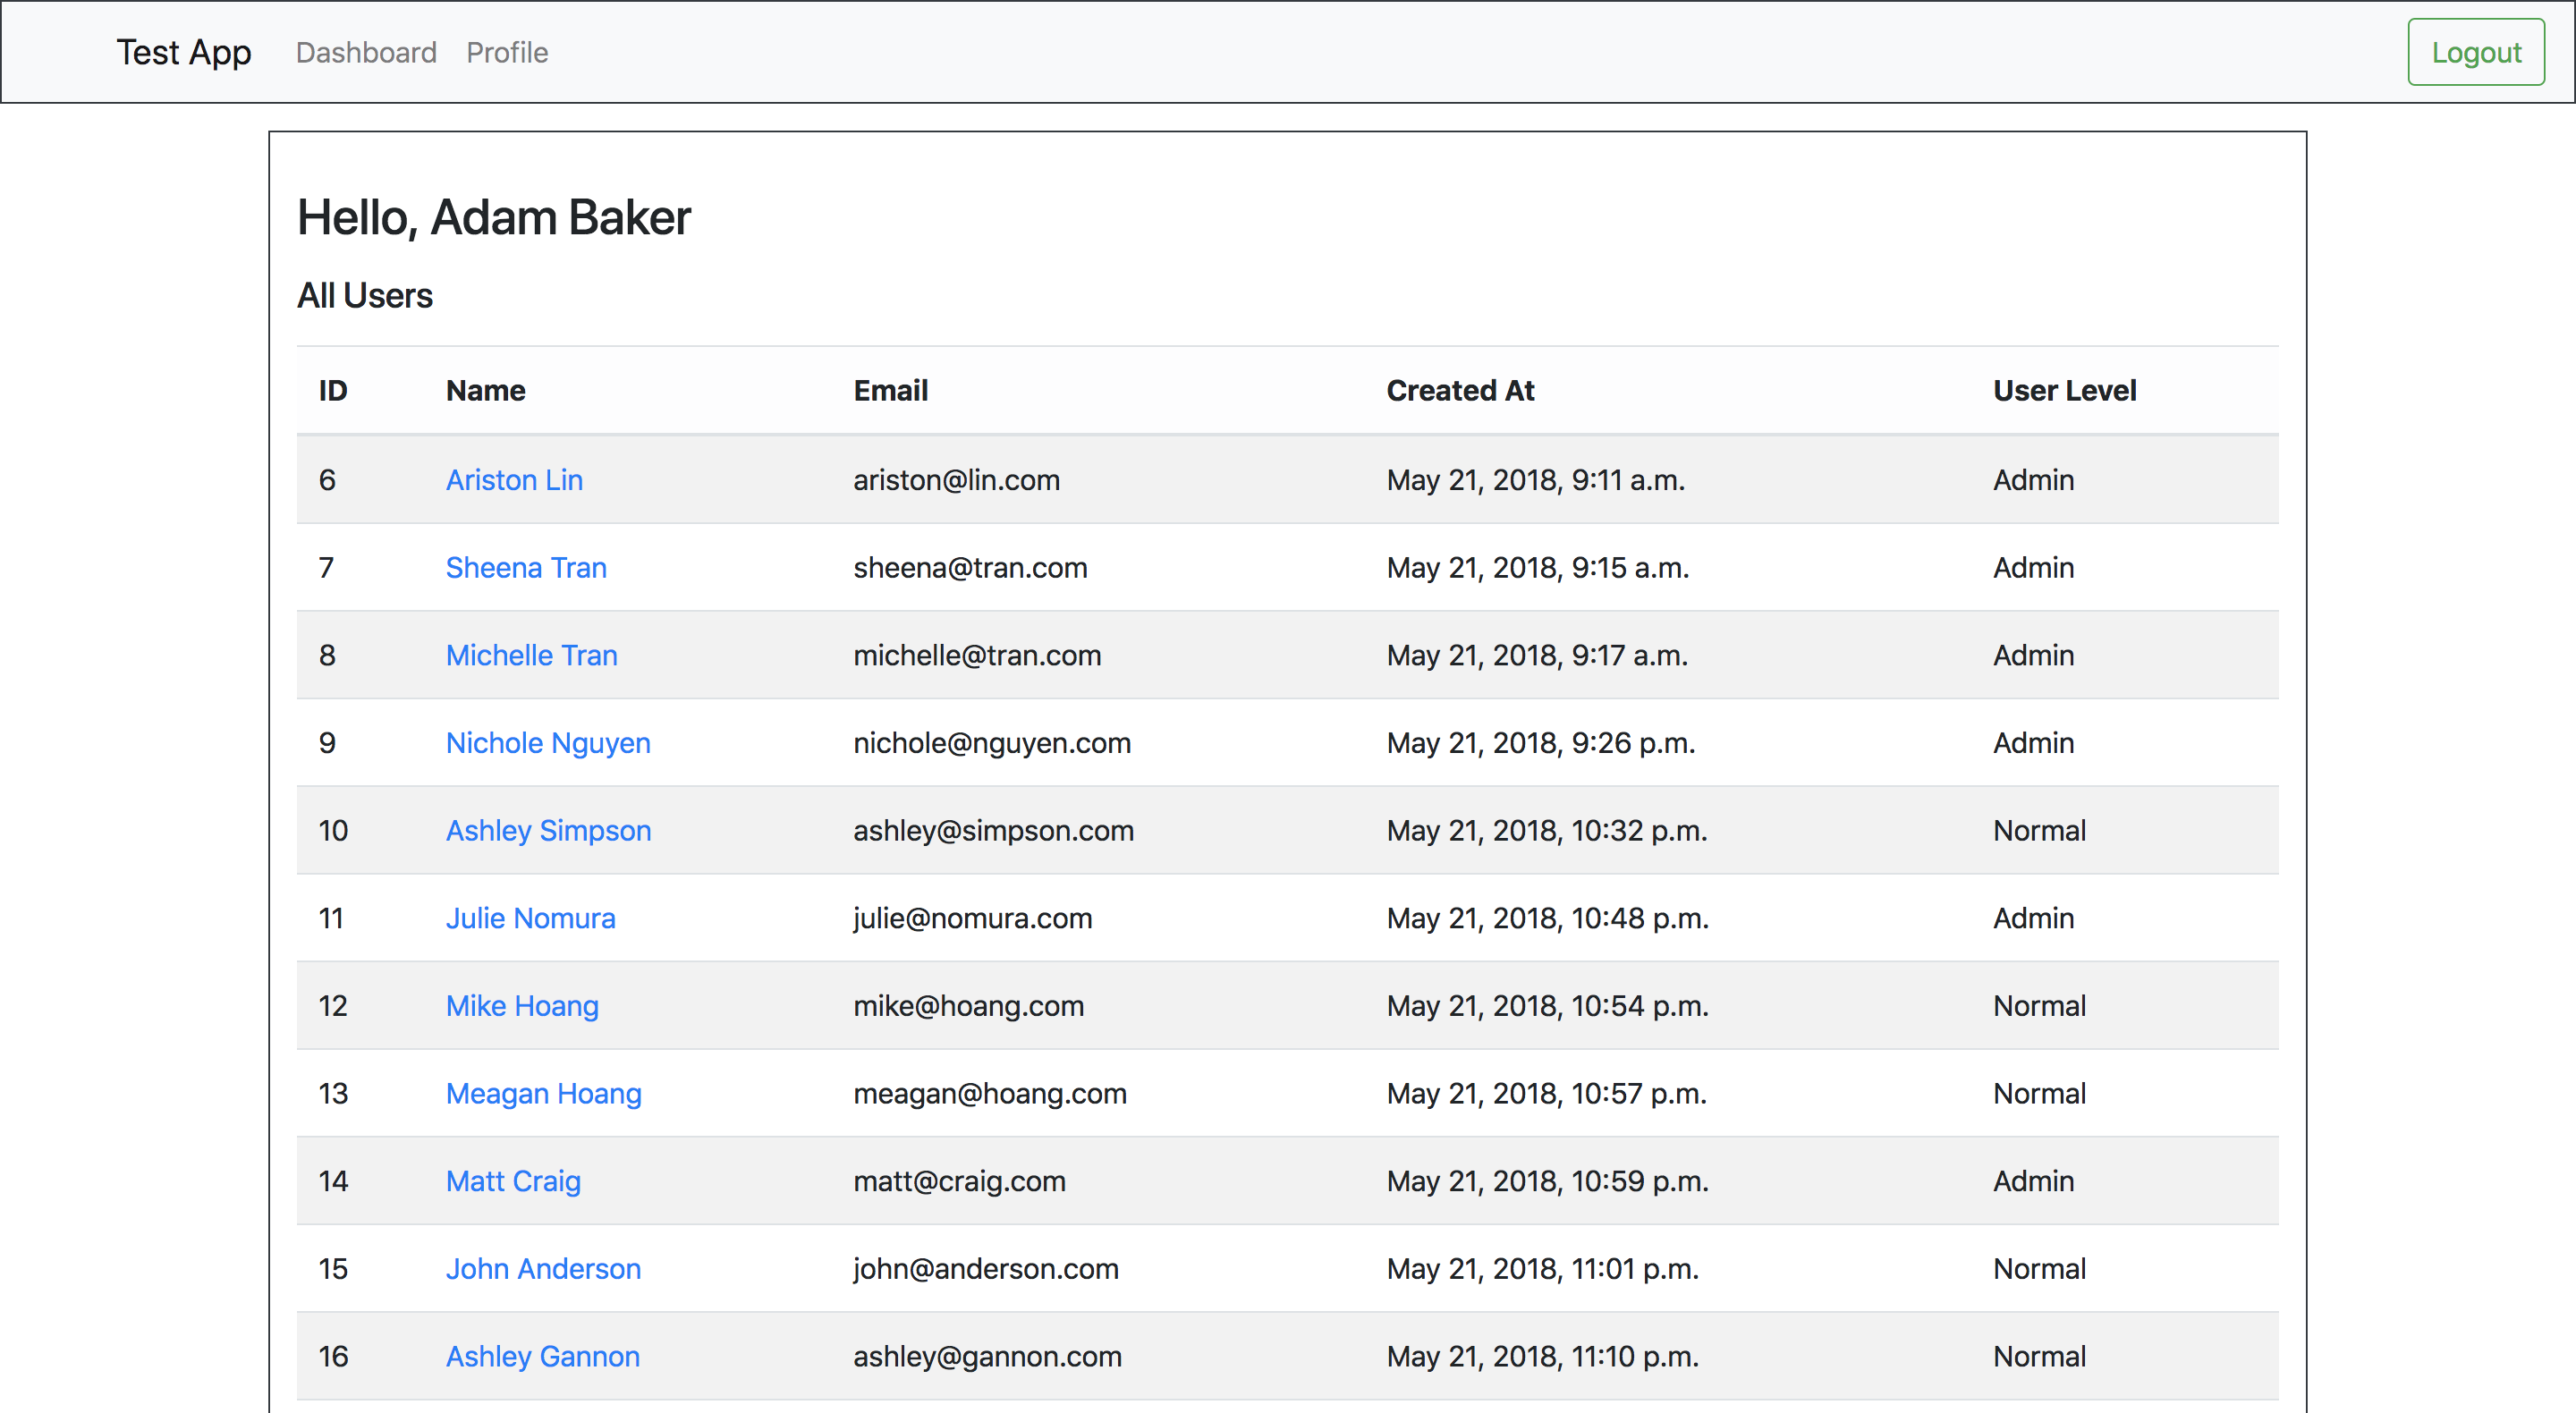 Test App Dashboard Profile Logout
Hello, Adam Baker
All Users
ID Name Email Created At User Level
6 Ariston Lin ariston@lin.com May 21, 2018, 9:11 a.m. Admin
7 Sheena Tran sheena@tran.com May 21, 2018, 9:15 a.m. Admin
8 Michelle Tran michelle@tran.com May 21, 2018, 9:17 a.m. Admin
9 Nichole Nguyen nichole@nguyen.com May 21, 2018, 9:26 p.m. Admin
10 Ashley Simpson ashley@simpson.com May 21, 2018, 10:32 p.m. Normal
11 Julie Nomura julie@nomura.com May 21, 2018, 10:48 p.m. Admin
12 Mike Hoang mike@hoang.com May 21, 2018, 10:54 p.m. Normal
13 Meagan Hoang meagan@hoang.com May 21, 2018, 10:57 p.m. Normal
14 Matt Craig matt@craig.com May 21, 2018, 10:59 p.m. Admin
15 John Anderson john@anderson.com May 21, 2018, 11:01 p.m. Normal
16 Ashley Gannon ashley@gannon.com May 21, 2018, 11:10 p.m. Normal